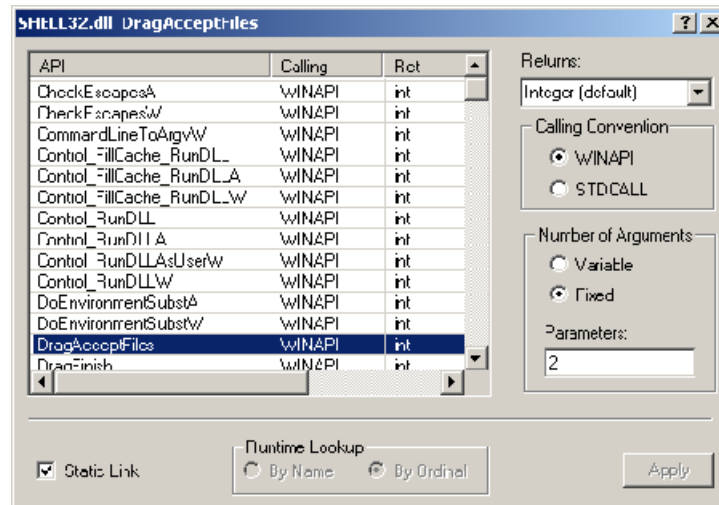 SHELL32.dll DragAcceptFiles
API Calling Ret
CheckEscapesA WINAPI int
CheckEscapesW WINAPI int
CommandLineToArgvW WINAPI int
Control_FillCache_RunDLL WINAPI int
Control_FillCache_RunDLLA WINAPI int
Control_FillCache_RunDLLW WINAPI int
Control_RunDLL WINAPI int
Control_RunDLLA WINAPI int
Control_RunDLLAsUserW WINAPI int
Control_RunDLLW WINAPI int
DoEnvironmentSubstA WINAPI int
DoEnvironmentSubstW WINAPI int
DragAcceptFiles WINAPI int
DragFinish WINAPI int
Returns:
Integer (default)
Calling Convention
WINAPI
STDCALL
Number of Arguments
Variable
Fixed
Parameters:
2
Static Link
Runtime Lookup
By Name By Ordinal
Apply